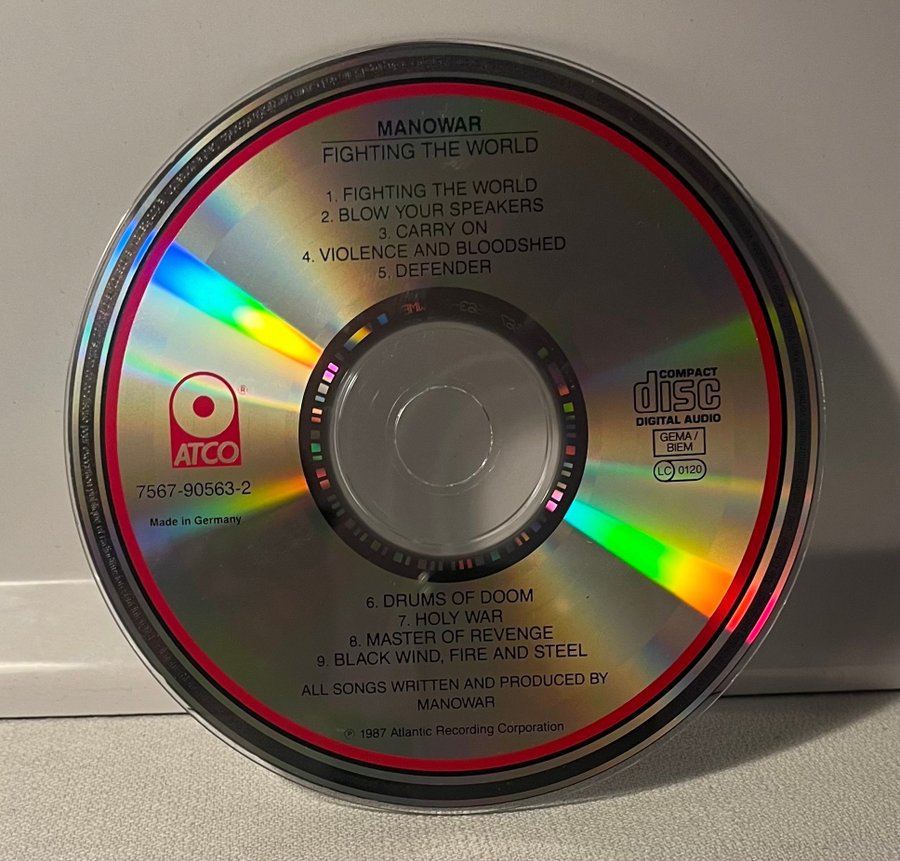 MANOWAR
FIGHTING THE WORLD
1. FIGHTING THE WORLD
2. BLOW YOUR SPEAKERS
3. CARRY ON
4. VIOLENCE AND BLOODSHED
5. DEFENDER
®
ATCO
7567-90563-2
Made in Germany
COMPACT
disc
DIGITAL AUDIO
GEMA /
BIEM
LC 0120
6. DRUMS OF DOOM
7. HOLY WAR
8. MASTER OF REVENGE
9. BLACK WIND, FIRE AND STEEL
ALL SONGS WRITTEN AND PRODUCED BY
MANOWAR
℗ 1987 Atlantic Recording Corporation